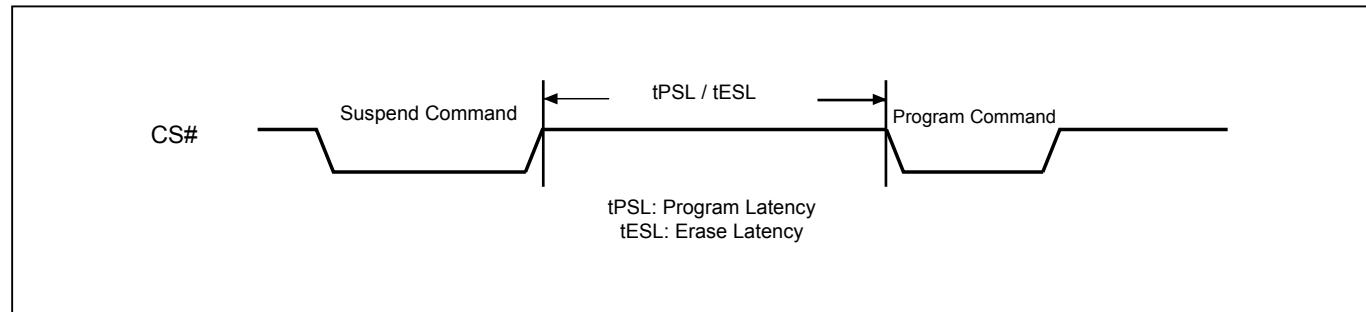 tPSL / tESL
Suspend Command
Program Command
CS#
tPSL: Program Latency
tESL: Erase Latency